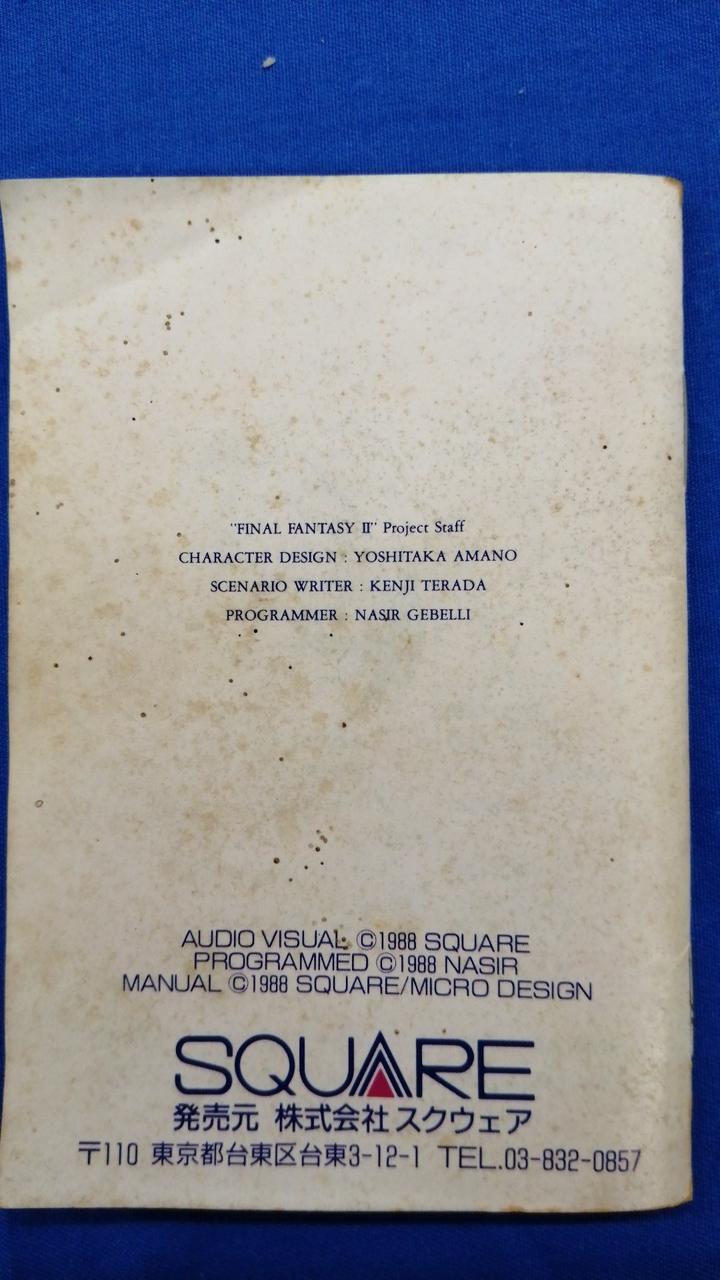 "FINAL FANTASY II" Project Staff
CHARACTER DESIGN : YOSHITAKA AMANO
SCENARIO WRITER : KENJI TERADA
PROGRAMMER : NASIR GEBELLI
AUDIO VISUAL ©1988 SQUARE
PROGRAMMED ©1988 NASIR
MANUAL ©1988 SQUARE/MICRO DESIGN
SQUARE
発売元 株式会社スクウェア
〒110 東京都台東区台東3-12-1 TEL.03-832-0857